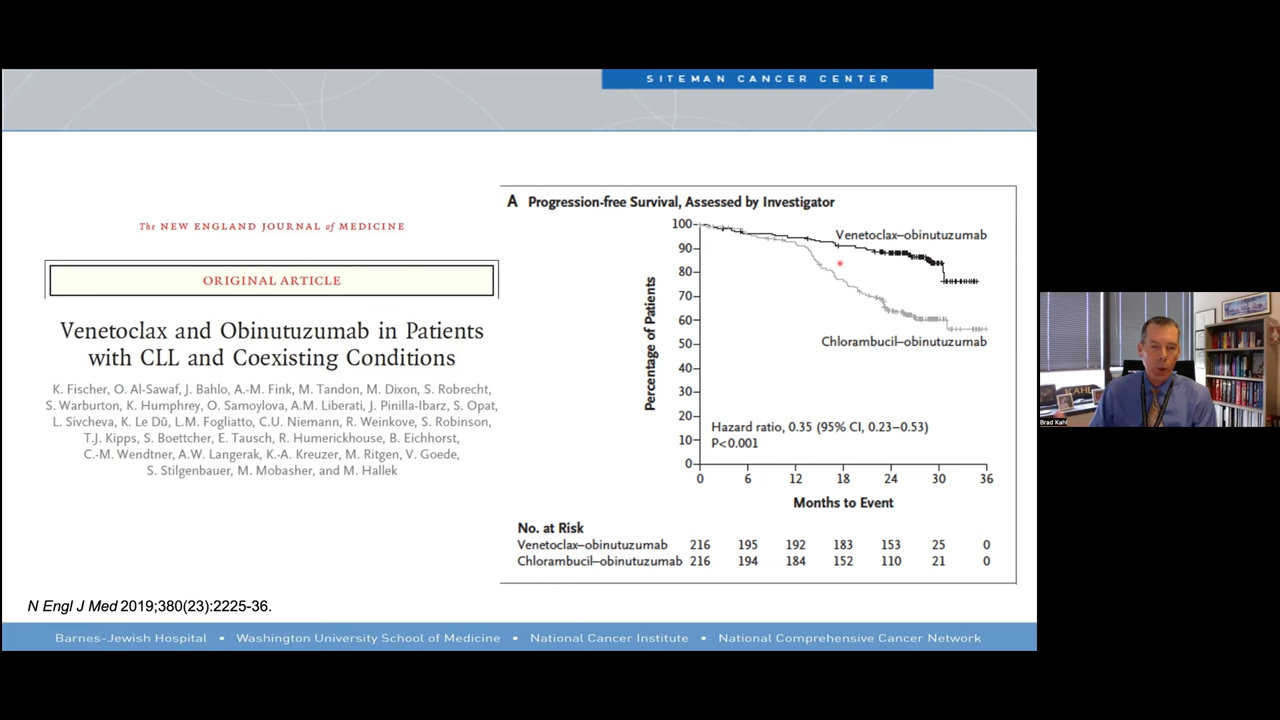 SITEMAN CANCER CENTER
The NEW ENGLAND JOURNAL of MEDICINE
ORIGINAL ARTICLE
Venetoclax and Obinutuzumab in Patients
with CLL and Coexisting Conditions
K. Fischer, O. Al-Sawaf, J. Bahlo, A.-M. Fink, M. Tandon, M. Dixon, S. Robrecht,
S. Warburton, K. Humphrey, O. Samoylova, A.M. Liberati, J. Pinilla-Ibarz, S. Opat,
L. Sivcheva, K. Le Dû, L.M. Fogliatto, C.U. Niemann, R. Weinkove, S. Robinson,
T.J. Kipps, S. Boettcher, E. Tausch, R. Humerickhouse, B. Eichhorst,
C.-M. Wendtner, A.W. Langerak, K.-A. Kreuzer, M. Ritgen, V. Goede,
S. Stilgenbauer, M. Mobasher, and M. Hallek
A Progression-free Survival, Assessed by Investigator
Percentage of Patients
100
90
80
70
60
50
40
30
20
10
0
Venetoclax–obinutuzumab
Chlorambucil–obinutuzumab
Hazard ratio, 0.35 (95% CI, 0.23–0.53)
P<0.001
0 6 12 18 24 30 36
Months to Event
No. at Risk
Venetoclax–obinutuzumab 216 195 192 183 153 25 0
Chlorambucil–obinutuzumab 216 194 184 152 110 21 0
N Engl J Med 2019;380(23):2225-36.
Barnes-Jewish Hospital • Washington University School of Medicine • National Cancer Institute • National Comprehensive Cancer Network
KAHL
Brad Kahl